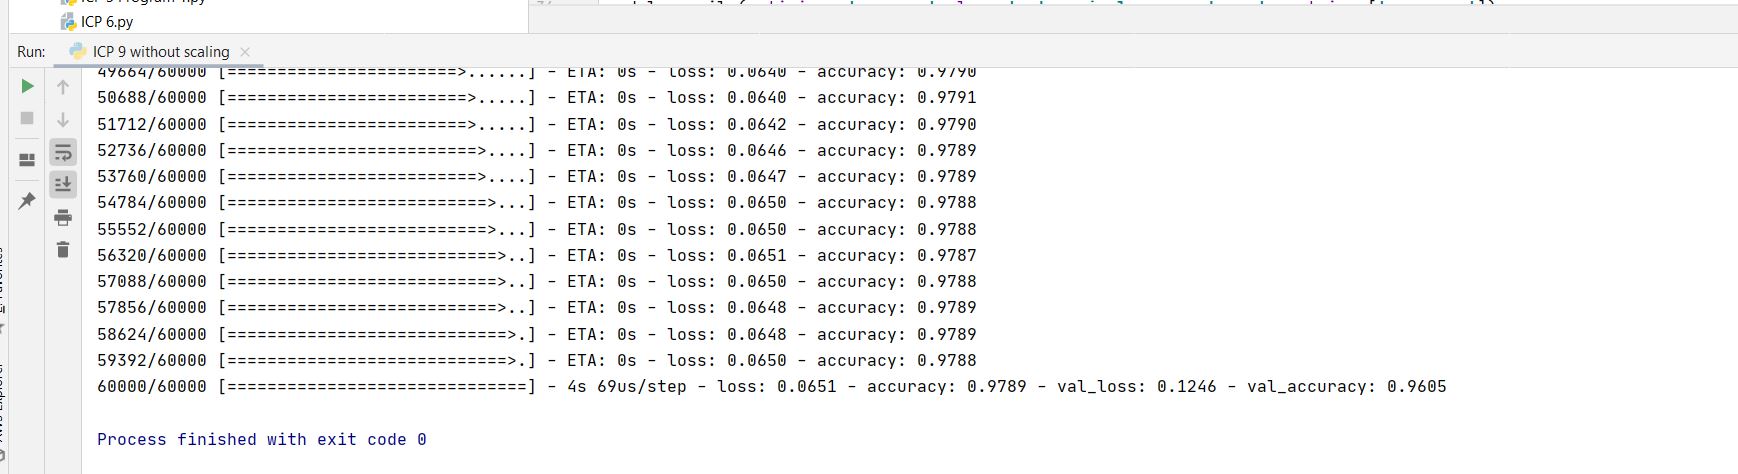 ICP 6.py
Run: ICP 9 without scaling ×
49664/60000 [=======================>......] - ETA: 0s - loss: 0.0640 - accuracy: 0.9790
50688/60000 [========================>.....] - ETA: 0s - loss: 0.0640 - accuracy: 0.9791
51712/60000 [========================>.....] - ETA: 0s - loss: 0.0642 - accuracy: 0.9790
52736/60000 [=========================>....] - ETA: 0s - loss: 0.0646 - accuracy: 0.9789
53760/60000 [=========================>....] - ETA: 0s - loss: 0.0647 - accuracy: 0.9789
54784/60000 [==========================>...] - ETA: 0s - loss: 0.0650 - accuracy: 0.9788
55552/60000 [==========================>...] - ETA: 0s - loss: 0.0650 - accuracy: 0.9788
56320/60000 [===========================>..] - ETA: 0s - loss: 0.0651 - accuracy: 0.9787
57088/60000 [===========================>..] - ETA: 0s - loss: 0.0650 - accuracy: 0.9788
57856/60000 [===========================>..] - ETA: 0s - loss: 0.0648 - accuracy: 0.9789
58624/60000 [============================>.] - ETA: 0s - loss: 0.0648 - accuracy: 0.9789
59392/60000 [============================>.] - ETA: 0s - loss: 0.0650 - accuracy: 0.9788
60000/60000 [==============================] - 4s 69us/step - loss: 0.0651 - accuracy: 0.9789 - val_loss: 0.1246 - val_accuracy: 0.9605
Process finished with exit code 0